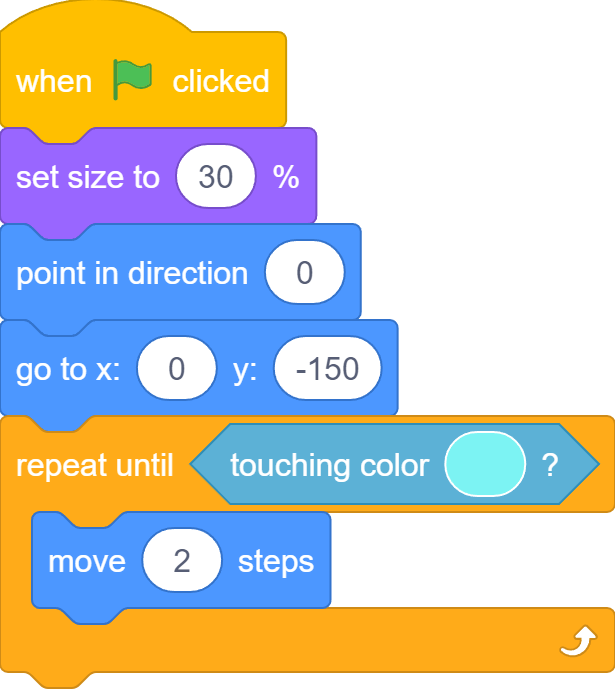 when clicked
set size to 30 %
point in direction 0
go to x: 0 y: -150
repeat until touching color ?
move 2 steps